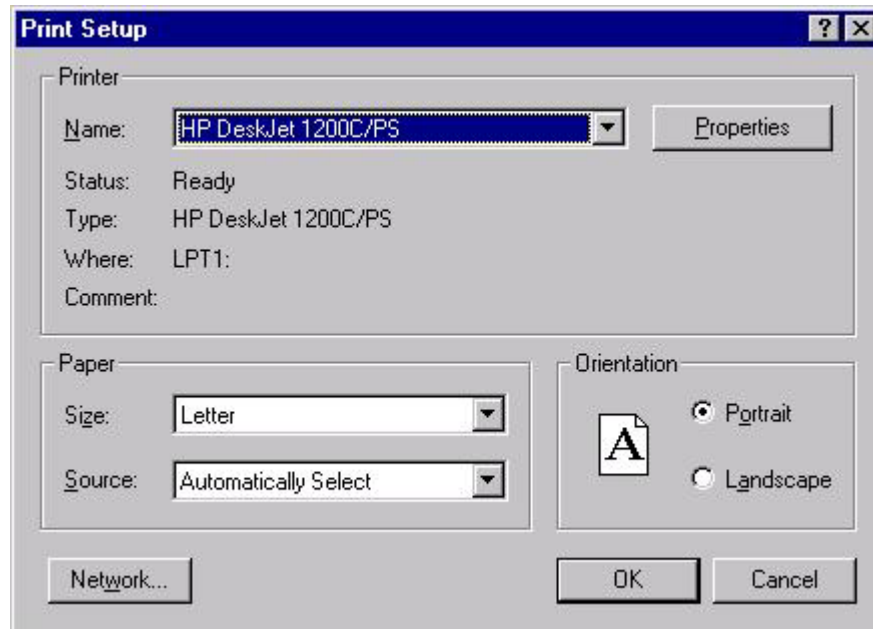 Print Setup
Printer
Name: HP DeskJet 1200C/PS Properties
Status: Ready
Type: HP DeskJet 1200C/PS
Where: LPT1:
Comment:
Paper
Size: Letter
Source: Automatically Select
Orientation
A
Portrait
Landscape
Network... OK Cancel